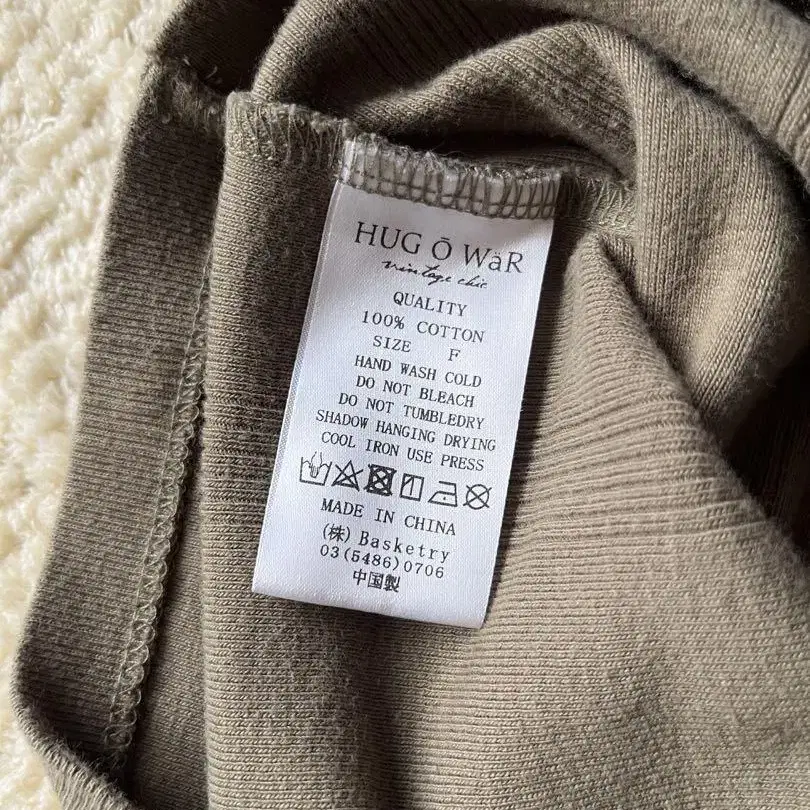 HUG Ō WäR
vintage chic
QUALITY
100% COTTON
SIZE F
HAND WASH COLD
DO NOT BLEACH
DO NOT TUMBLEDRY
SHADOW HANGING DRYING
COOL IRON USE PRESS
MADE IN CHINA
(株) Basketry
03(5486)0706
中国製